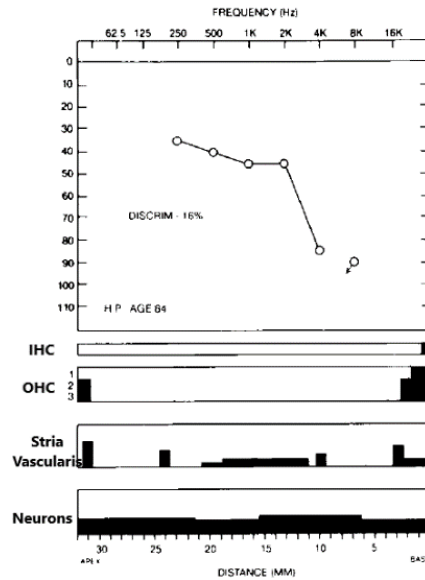 FREQUENCY (Hz)
62 5 125 250 500 1K 2K 4K 8K 16K
0
10
20
30
40
50
60
70
80
90
100
110
DISCRIM - 16%
H P AGE 64
IHC
OHC
1
2
3
Stria
Vascularis
Neurons
30 25 20 15 10 5
APEX BAS
DISTANCE (MM)